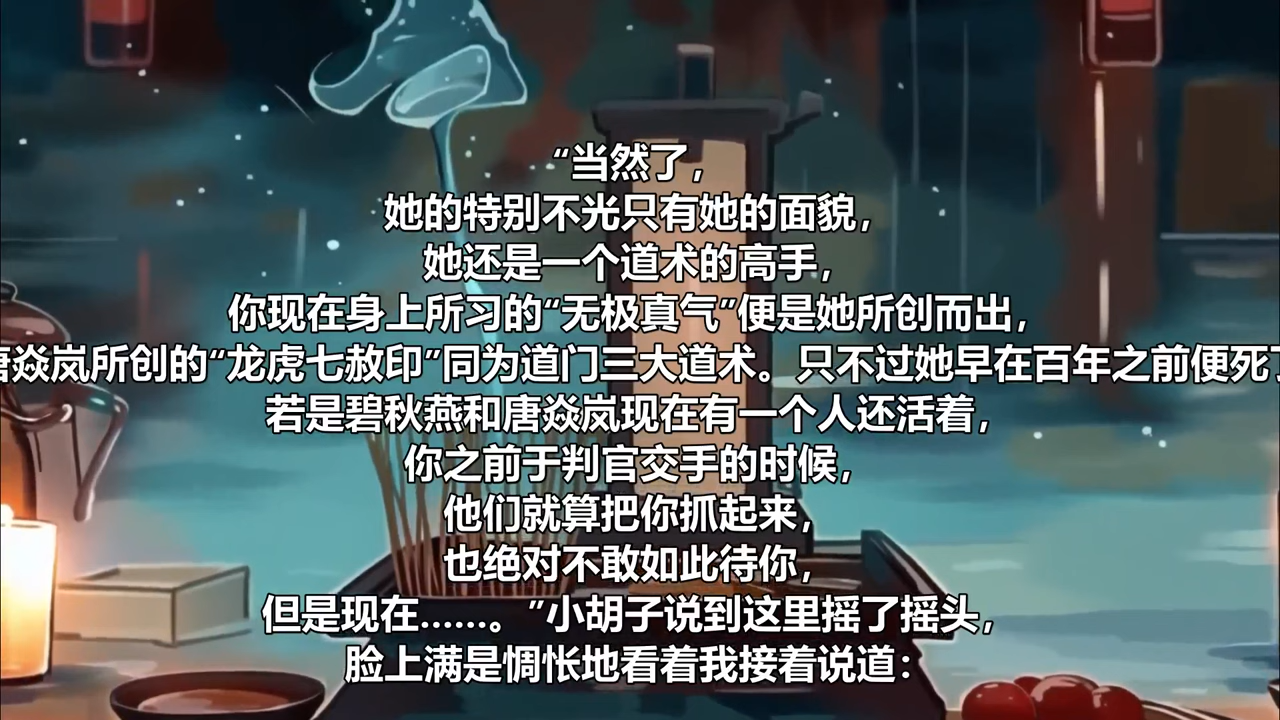 “当然了，
她的特别不光只有她的面貌，
她还是一个道术的高手，
你现在身上所习的“无极真气”便是她所创而出，
唐焱岚所创的“龙虎七赦印”同为道门三大道术。只不过她早在百年之前便死了
若是碧秋燕和唐焱岚现在有一个人还活着，
你之前于判官交手的时候，
他们就算把你抓起来，
也绝对不敢如此待你，
但是现在……。”小胡子说到这里摇了摇头，
脸上满是惆怅地看着我接着说道：